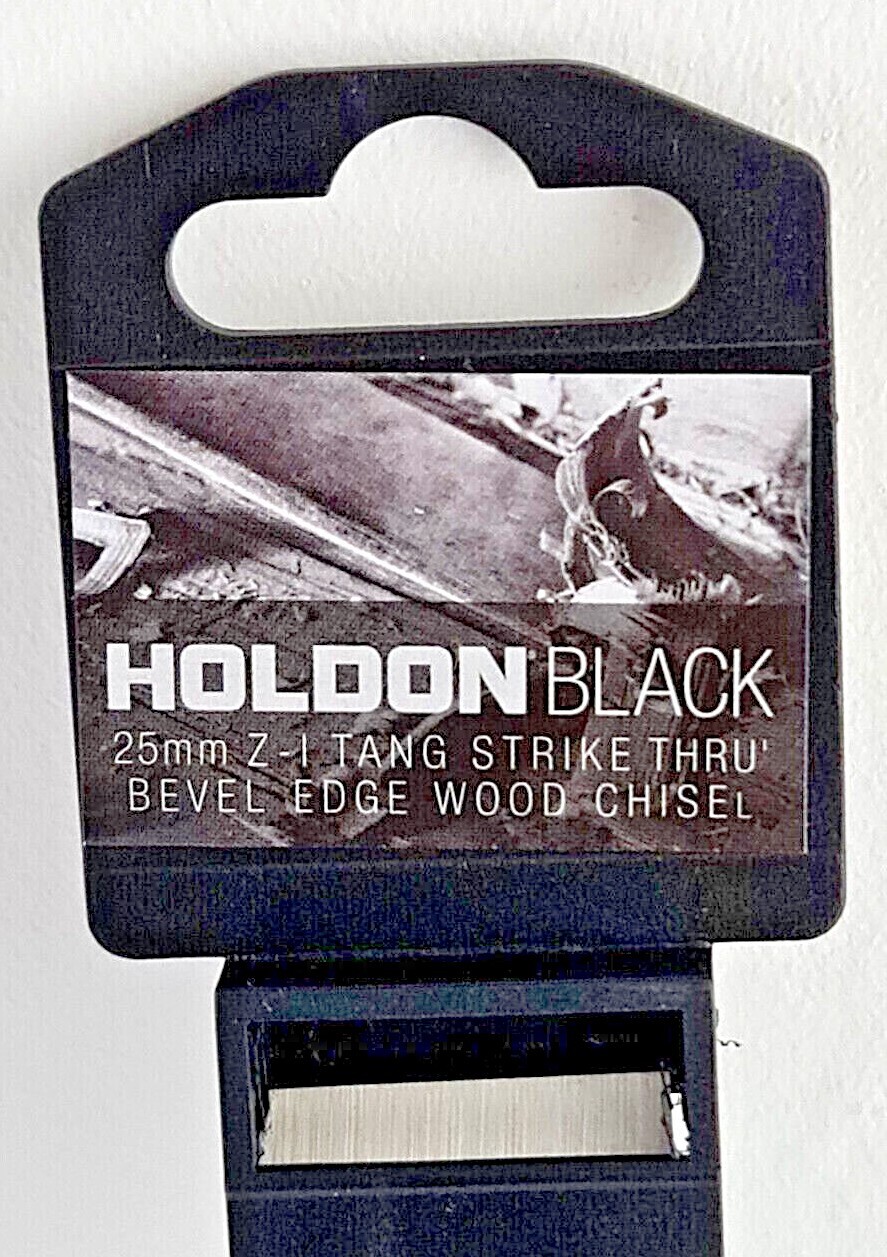 HOLDON BLACK
25mm Z-I TANG STRIKE THRU'
BEVEL EDGE WOOD CHISEL